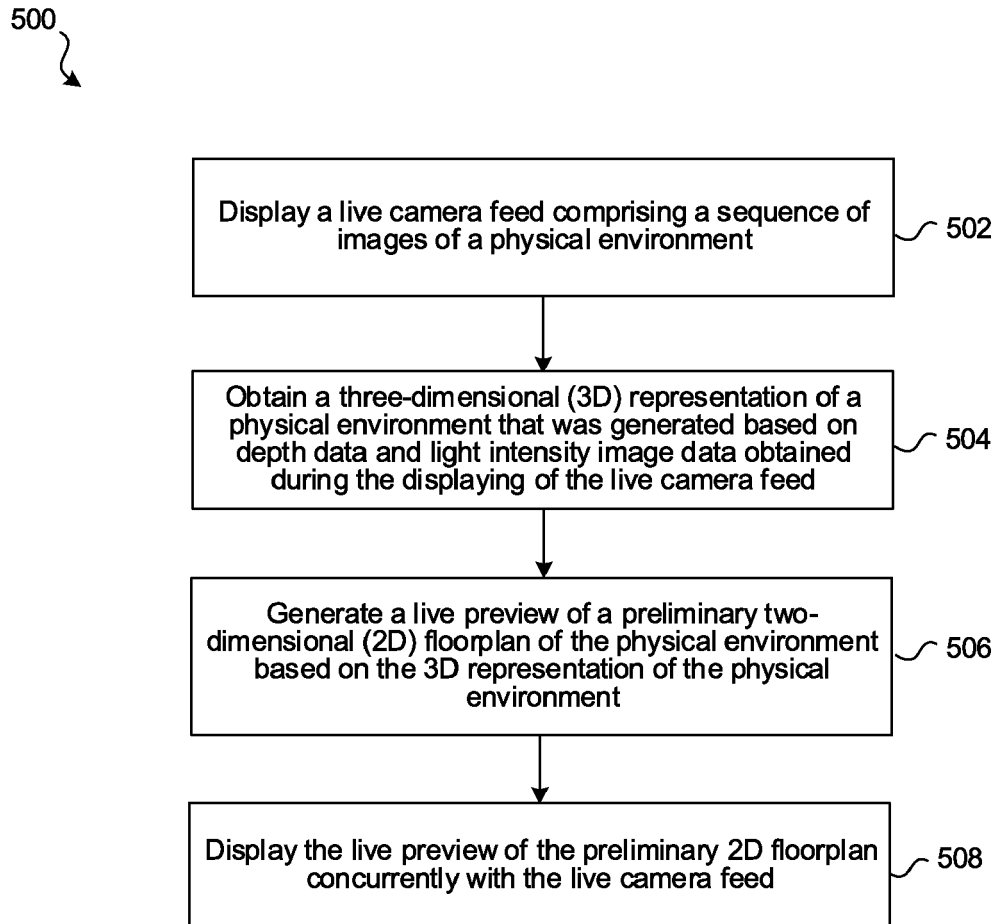 500
Display a live camera feed comprising a sequence of
images of a physical environment
502
Obtain a three-dimensional (3D) representation of a
physical environment that was generated based on
depth data and light intensity image data obtained
during the displaying of the live camera feed
504
Generate a live preview of a preliminary two-
dimensional (2D) floorplan of the physical environment
based on the 3D representation of the physical
environment
506
Display the live preview of the preliminary 2D floorplan
concurrently with the live camera feed
508